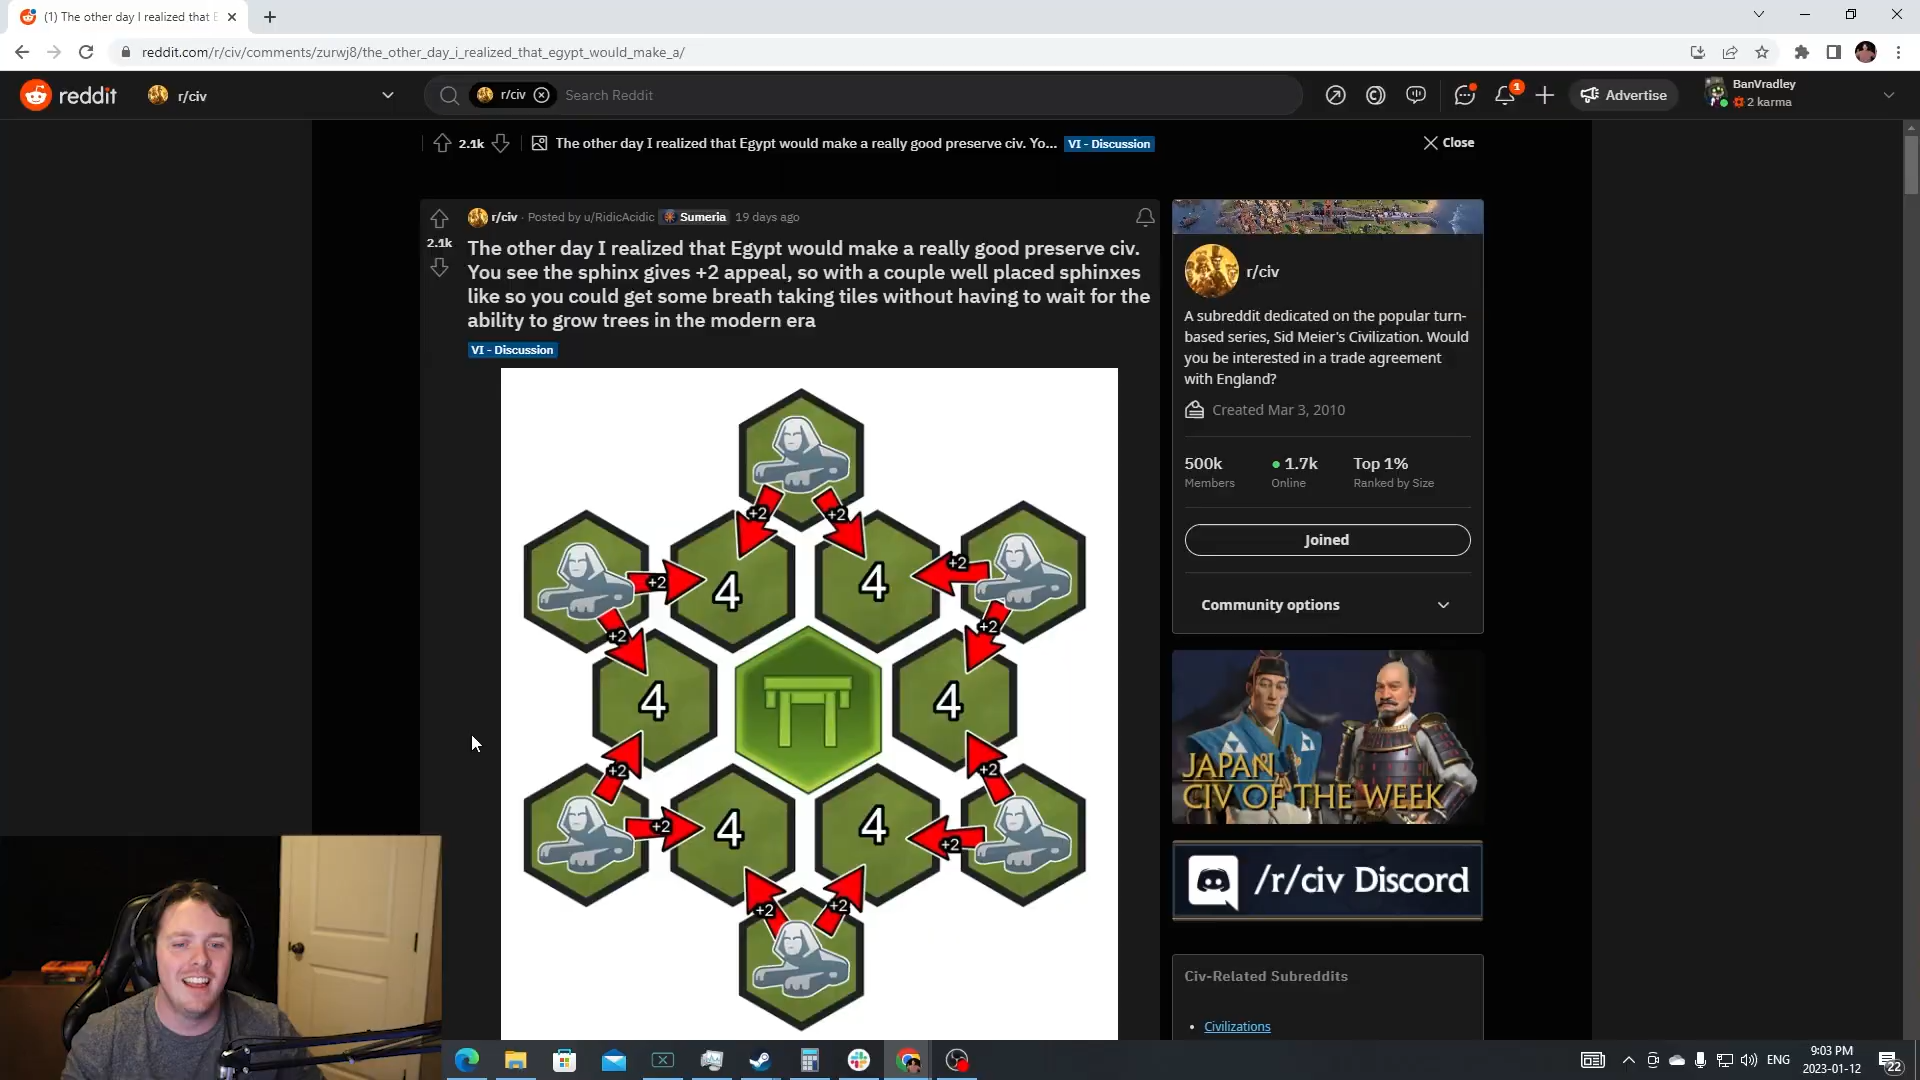 (1) The other day I realized that E
reddit.com/r/civ/comments/zurwj8/the_other_day_i_realized_that_egypt_would_make_a/
reddit
r/civ
r/civ
Search Reddit
1
Advertise
BanVradley
2 karma
2.1k
The other day I realized that Egypt would make a really good preserve civ. Yo...
VI - Discussion
Close
r/civ · Posted by u/RidicAcidic Sumeria 19 days ago
2.1k
The other day I realized that Egypt would make a really good preserve civ.
You see the sphinx gives +2 appeal, so with a couple well placed sphinxes
like so you could get some breath taking tiles without having to wait for the
ability to grow trees in the modern era
VI - Discussion
+2 +2
+2 4 4 +2
+2 +2
4 4
+2 +2
+2 4 4 +2
+2 +2
r/civ
A subreddit dedicated on the popular turn-
based series, Sid Meier's Civilization. Would
you be interested in a trade agreement
with England?
Created Mar 3, 2010
500k 1.7k Top 1%
Members Online Ranked by Size
Joined
Community options
JAPAN,
CIV OF THE WEEK
/r/civ Discord
Civ-Related Subreddits
Civilizations
ENG
9:03 PM
2023-01-12
22